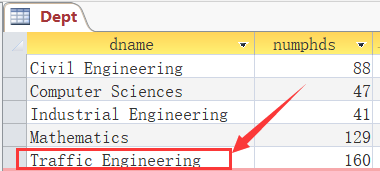 Dept
dname numphds
Civil Engineering 88
Computer Sciences 47
Industrial Engineering 41
Mathematics 129
Traffic Engineering 160